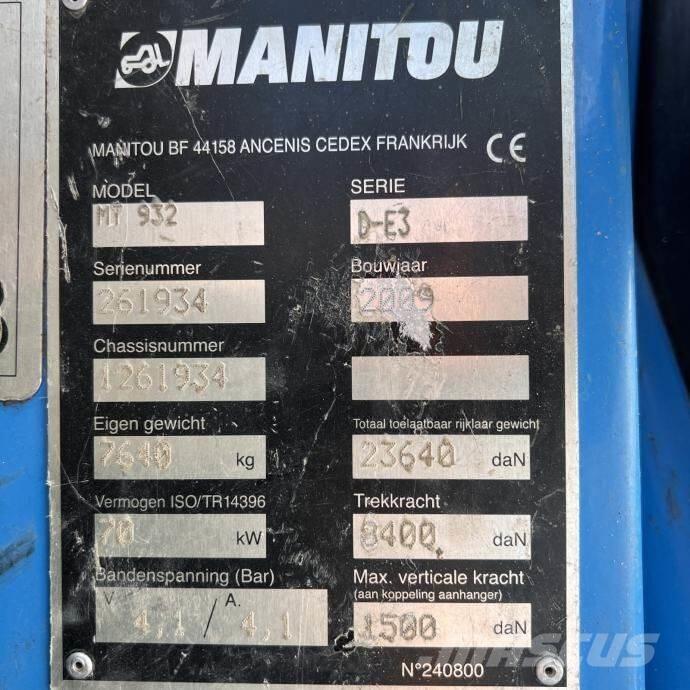 MANITOU
MANITOU BF 44158 ANCENIS CEDEX FRANKRIJK CE
MODEL SERIE
MT 932 D-E3
Serienummer Bouwjaar
261934 2009
Chassisnummer
1261934
Eigen gewicht Totaal toelaatbaar rijklaar gewicht
7640 kg 23640 daN
Vermogen ISO/TR14396 Trekkracht
70 kW 8400 daN
Bandenspanning (Bar) Max. verticale kracht
(aan koppeling aanhanger)
V. A.
4,1 / 4,1 1500 daN
N°240800
MASCUS